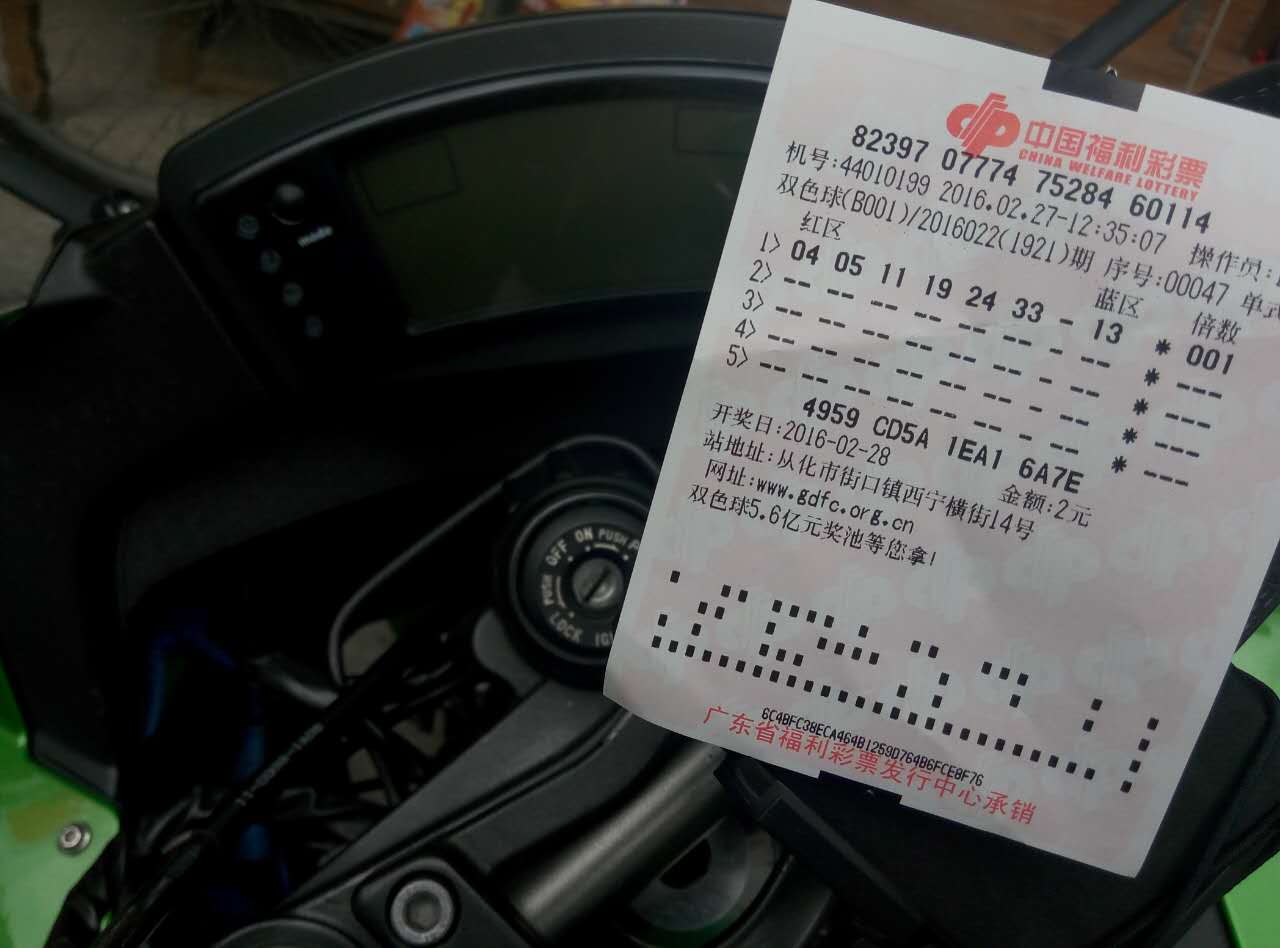 中国福利彩票
CHINA WELFARE LOTTERY
82397 07774 75284 60114
机号:44010199 2016.02.27-12:35:07 操作员:
双色球(B001)/2016022(1921)期 序号:00047 单式
红区 蓝区 倍数
1> 04 05 11 19 24 33 - 13 * 001
2> -- -- -- -- -- -- - -- * ---
3> -- -- -- -- -- -- - -- * ---
4> -- -- -- -- -- -- - -- * ---
5> -- -- -- -- -- -- - -- * ---
4959 CD5A 1EA1 6A7E
开奖日:2016-02-28 金额:2元
站地址:从化市街口镇西宁横街14号
网址:www.gdfc.org.cn
双色球5.6亿元奖池等您拿!
6C4BFC38ECA464B1259D764B6FCE8F76
广东省福利彩票发行中心承销
mode
PUSH OFF ON PUSH
LOCK IG